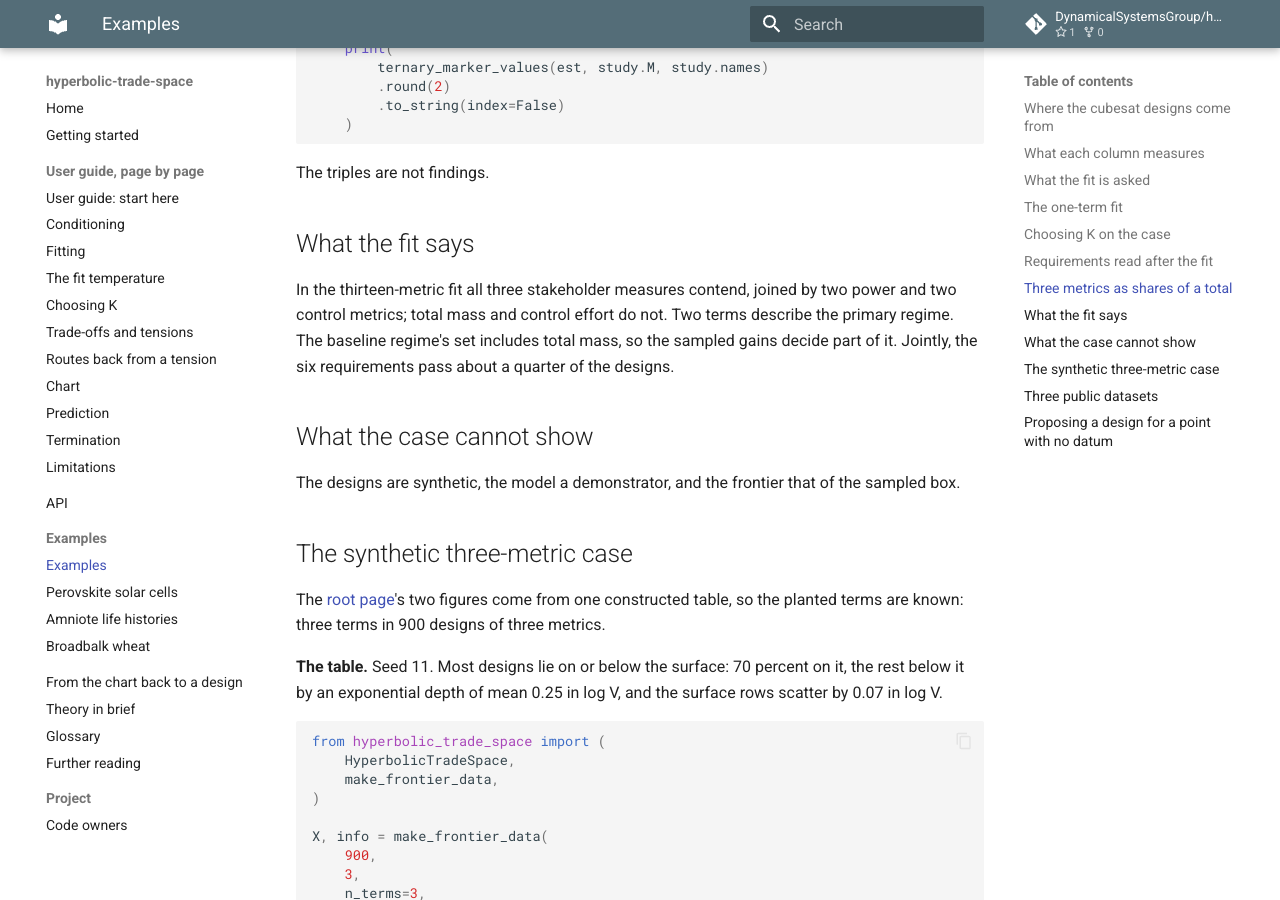 Examples
Search
DynamicalSystemsGroup/h...
1 0
hyperbolic-trade-space
Home
Getting started
User guide, page by page
User guide: start here
Conditioning
Fitting
The fit temperature
Choosing K
Trade-offs and tensions
Routes back from a tension
Chart
Prediction
Termination
Limitations
API
Examples
Examples
Perovskite solar cells
Amniote life histories
Broadbalk wheat
From the chart back to a design
Theory in brief
Glossary
Further reading
Project
Code owners
print(
ternary_marker_values(est, study.M, study.names)
.round(2)
.to_string(index=False)
)
The triples are not findings.
What the fit says
In the thirteen-metric fit all three stakeholder measures contend, joined by two power and two
control metrics; total mass and control effort do not. Two terms describe the primary regime.
The baseline regime's set includes total mass, so the sampled gains decide part of it. Jointly, the
six requirements pass about a quarter of the designs.
What the case cannot show
The designs are synthetic, the model a demonstrator, and the frontier that of the sampled box.
The synthetic three-metric case
The root page's two figures come from one constructed table, so the planted terms are known:
three terms in 900 designs of three metrics.
The table. Seed 11. Most designs lie on or below the surface: 70 percent on it, the rest below it
by an exponential depth of mean 0.25 in log V, and the surface rows scatter by 0.07 in log V.
from hyperbolic_trade_space import (
HyperbolicTradeSpace,
make_frontier_data,
)
X, info = make_frontier_data(
900,
3,
n_terms=3,
Table of contents
Where the cubesat designs come
from
What each column measures
What the fit is asked
The one-term fit
Choosing K on the case
Requirements read after the fit
Three metrics as shares of a total
What the fit says
What the case cannot show
The synthetic three-metric case
Three public datasets
Proposing a design for a point
with no datum